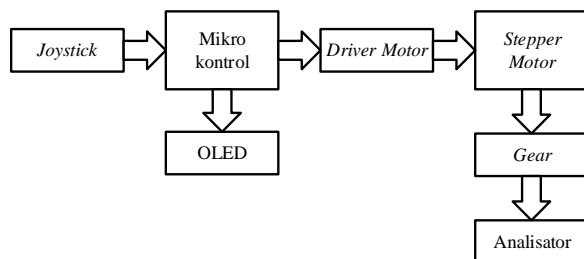 Joystick
Mikro
kontrol
Driver Motor
Stepper
Motor
OLED
Gear
Analisator